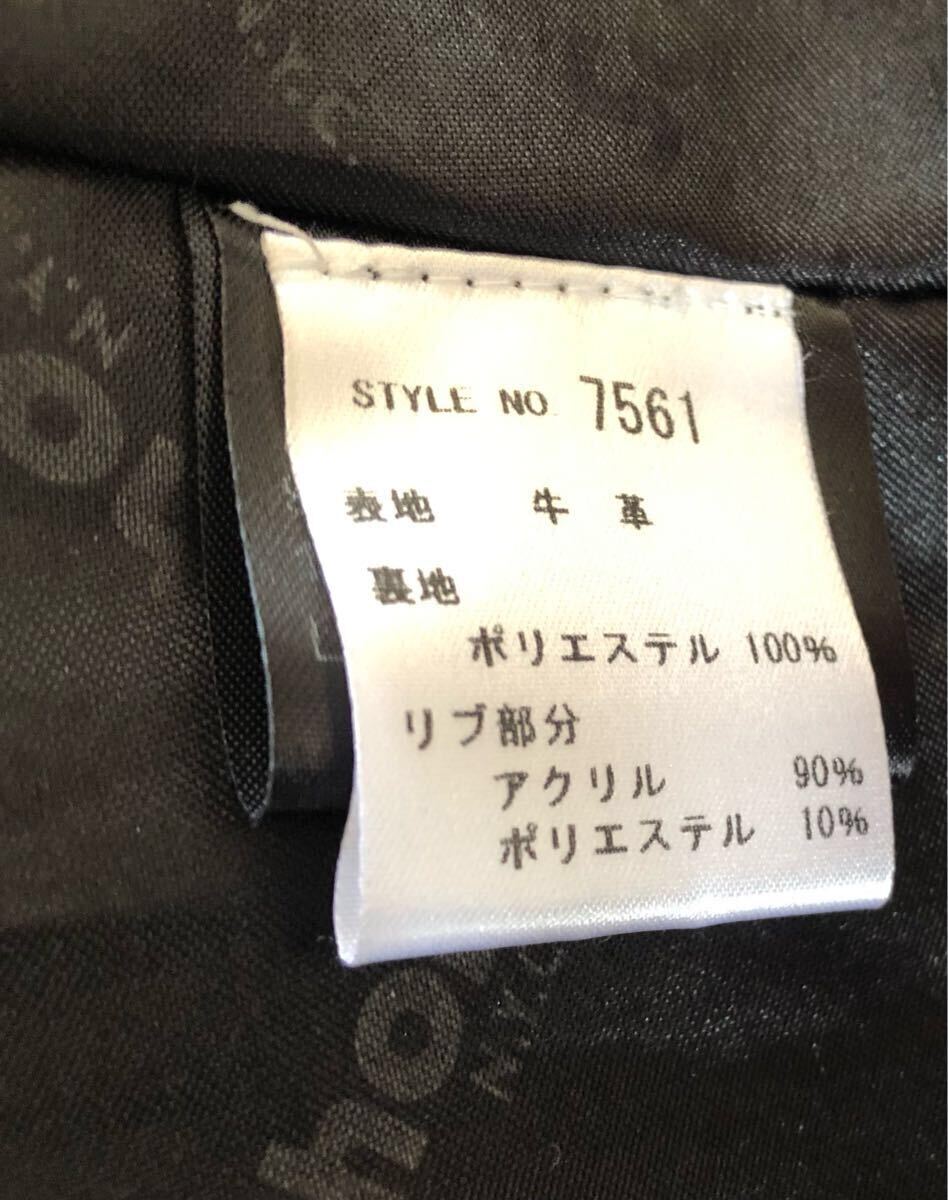 STYLE NO. 7561
表地 牛革
裏地
ポリエステル 100%
リブ部分
アクリル 90%
ポリエステル 10%
ho
N.Y.